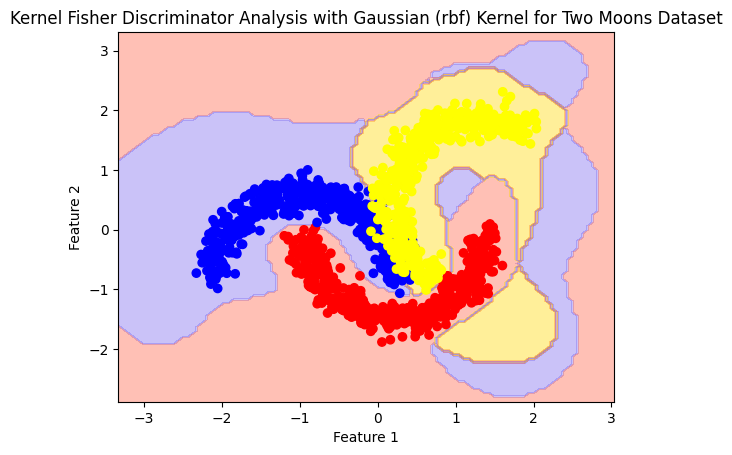 Kernel Fisher Discriminator Analysis with Gaussian (rbf) Kernel for Two Moons Dataset
3
2
1
0
−1
−2
Feature 2
−3 −2 −1 0 1 2 3
Feature 1